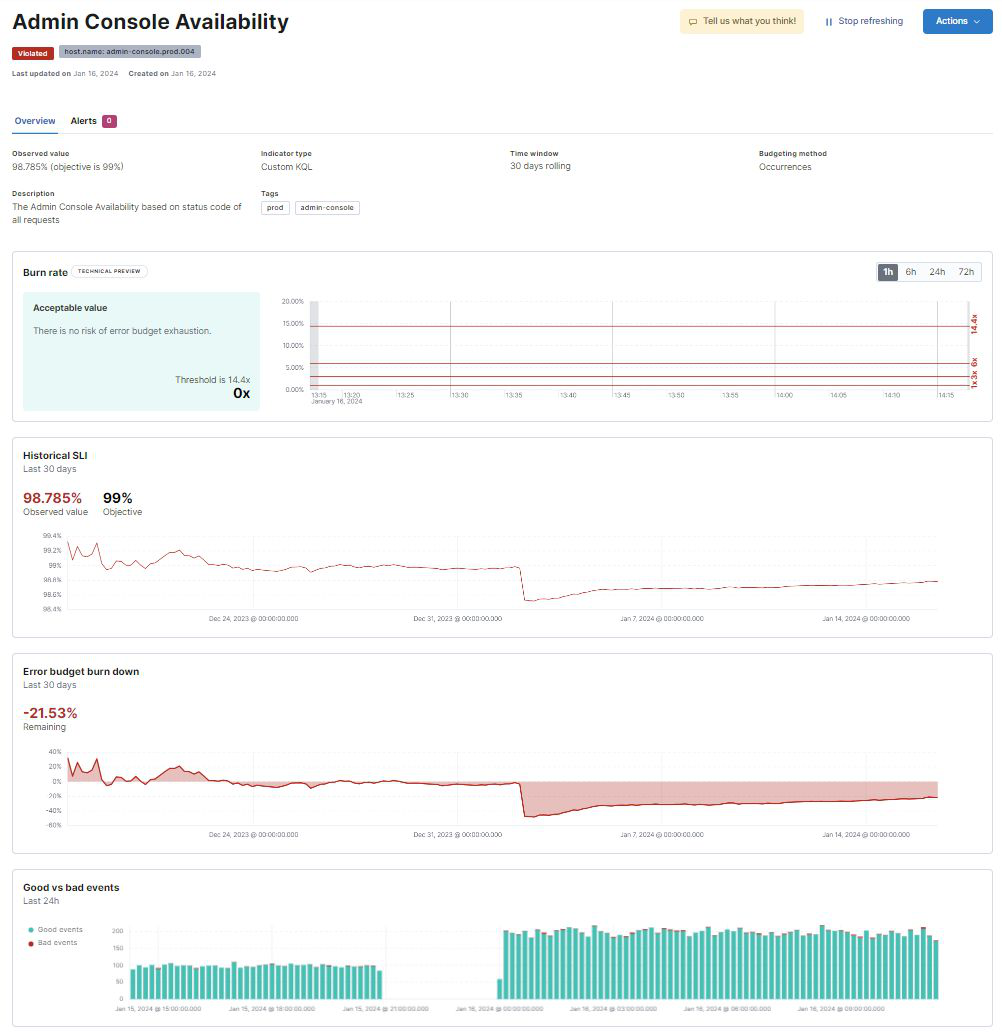 Admin Console Availability
Tell us what you think!
Stop refreshing
Actions
Violated
host.name: admin-console.prod.004
Last updated on Jan 16, 2024 Created on Jan 16, 2024
Overview
Alerts 0
Observed value
98.785% (objective is 99%)
Indicator type
Custom KQL
Time window
30 days rolling
Budgeting method
Occurrences
Description
The Admin Console Availability based on status code of
all requests
Tags
prod admin-console
Burn rate TECHNICAL PREVIEW
1h 6h 24h 72h
Acceptable value
There is no risk of error budget exhaustion.
Threshold is 14.4x
0x
20.00%
15.00%
10.00%
5.00%
0.00%
14.4x
6x
3x
1x
13:15 13:20 13:25 13:30 13:35 13:40 13:45 13:50 13:55 14:00 14:05 14:10 14:15
January 16, 2024
Historical SLI
Last 30 days
98.785% 99%
Observed value Objective
99.4%
99.2%
99%
98.8%
98.6%
98.4%
Dec 24, 2023 @ 00:00:00.000 Dec 31, 2023 @ 00:00:00.000 Jan 7, 2024 @ 00:00:00.000 Jan 14, 2024 @ 00:00:00.000
Error budget burn down
Last 30 days
-21.53%
Remaining
40%
20%
0%
-20%
-40%
-60%
Dec 24, 2023 @ 00:00:00.000 Dec 31, 2023 @ 00:00:00.000 Jan 7, 2024 @ 00:00:00.000 Jan 14, 2024 @ 00:00:00.000
Good vs bad events
Last 24h
Good events
Bad events
200
150
100
50
0
Jan 15, 2024 @ 15:00:00.000 Jan 15, 2024 @ 18:00:00.000 Jan 15, 2024 @ 21:00:00.000 Jan 16, 2024 @ 00:00:00.000 Jan 16, 2024 @ 03:00:00.000 Jan 16, 2024 @ 06:00:00.000 Jan 16, 2024 @ 09:00:00.000